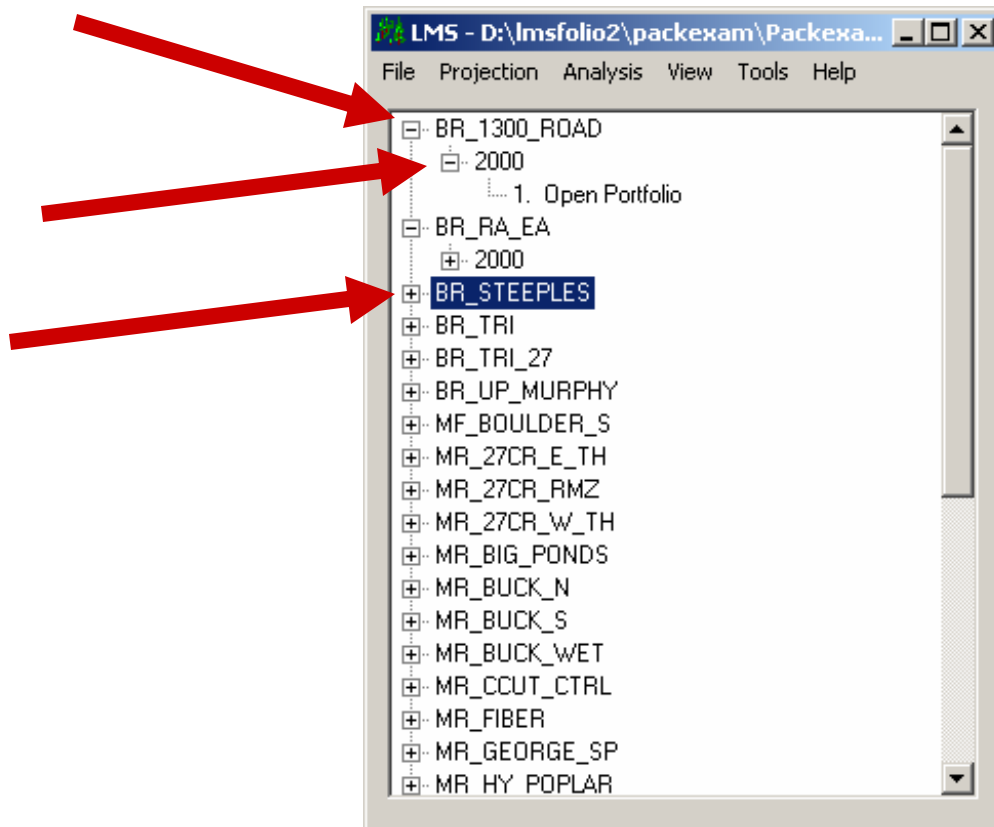 LMS - D:\lmsfolio2\packexam\Packexa...
File Projection Analysis View Tools Help
BR_1300_ROAD
2000
1. Open Portfolio
BR_RA_EA
2000
BR_STEEPLES
BR_TRI
BR_TRI_27
BR_UP_MURPHY
MF_BOULDER_S
MR_27CR_E_TH
MR_27CR_RMZ
MR_27CR_W_TH
MR_BIG_PONDS
MR_BUCK_N
MR_BUCK_S
MR_BUCK_WET
MR_CCUT_CTRL
MR_FIBER
MR_GEORGE_SP
MR_HY_POPLAR